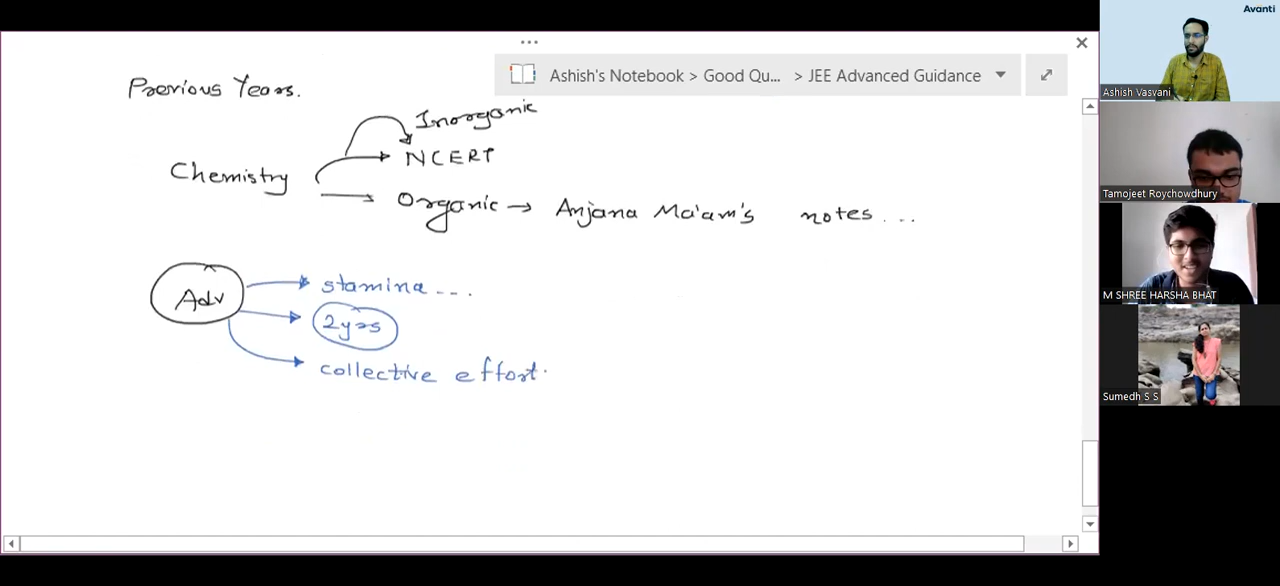 Avanti
...
Ashish's Notebook > Good Qu... > JEE Advanced Guidance
Previous Years.
Inorganic
NCERT
Chemistry
Organic → Anjana Ma'am's notes...
Adv
stamina...
2yrs
collective effort.
Ashish Vasvani
Tamojeet Roychowdhury
M SHREE HARSHA BHAT
Sumedh S S